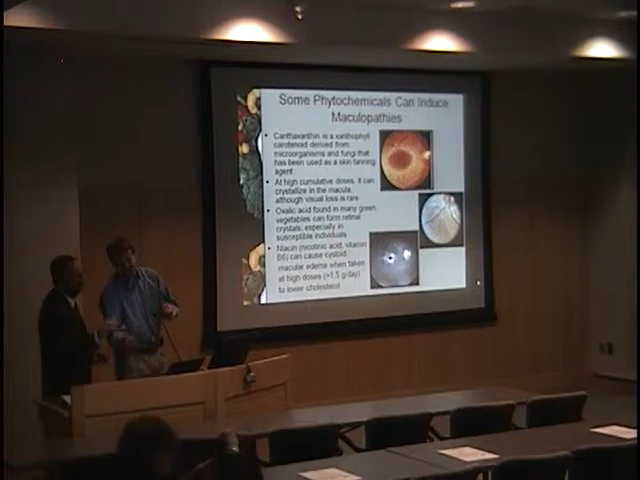 Some Phytochemicals Can Induce
Maculopathies
• Canthaxanthin is a xanthophyll
carotenoid derived from
microorganisms and fungi that
has been used as a skin tanning
agent
• At high cumulative doses, it can
crystallize in the macula,
although visual loss is rare
• Oxalic acid found in many green
vegetables can form retinal
crystals, especially in
susceptible individuals
• Niacin (nicotinic acid, vitamin
can cause cystoid
macular edema when taken
at high doses (>1.5 g/day)
to lower cholesterol